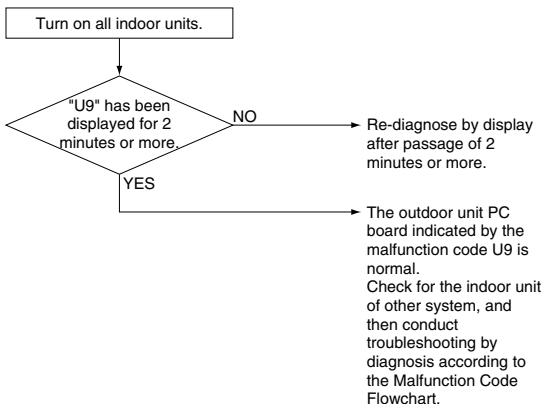 Turn on all indoor units.
"U9" has been
displayed for 2
minutes or more.
NO
Re-diagnose by display
after passage of 2
minutes or more.
YES
The outdoor unit PC
board indicated by the
malfunction code U9 is
normal.
Check for the indoor unit
of other system, and
then conduct
troubleshooting by
diagnosis according to
the Malfunction Code
Flowchart.